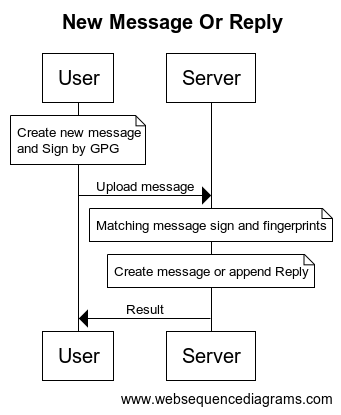 New Message Or Reply
User
Server
Create new message
and Sign by GPG
Upload message
Matching message sign and fingerprints
Create message or append Reply
Result
User
Server
www.websequencediagrams.com